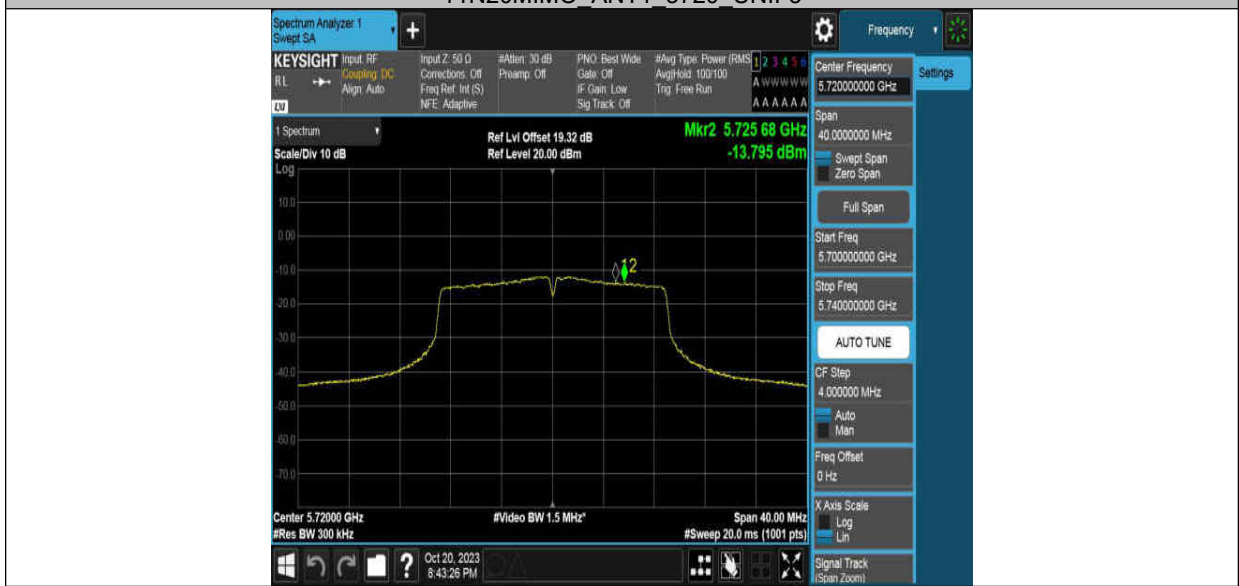 11N20MIMO_ANT1_5720_UNII-3
Spectrum Analyzer 1
Swept SA
+
Frequency
KEYSIGHT
RL
Input: RF
Coupling: DC
Align: Auto
Input Z: 50 Ω
Corrections: Off
Freq Ref: Int (S)
NFE: Adaptive
#Atten: 30 dB
Preamp: Off
PNO: Best Wide
Gate: Off
IF Gain: Low
Sig Track: Off
#Avg Type: Power (RMS
Avg|Hold: 100/100
Trig: Free Run
1 2 3 4 5 6
A W W W W W
A A A A A A
1 Spectrum
Scale/Div 10 dB
Log
Ref Lvl Offset 19.32 dB
Ref Level 20.00 dBm
Mkr2 5.725 68 GHz
-13.795 dBm
10.0
0.00
-10.0
-20.0
-30.0
-40.0
-50.0
-60.0
-70.0
12
Center 5.72000 GHz
#Res BW 300 kHz
#Video BW 1.5 MHz*
Span 40.00 MHz
#Sweep 20.0 ms (1001 pts)
?
Oct 20, 2023
8:43:26 PM
Center Frequency
5.720000000 GHz
Settings
Span
40.0000000 MHz
Swept Span
Zero Span
Full Span
Start Freq
5.700000000 GHz
Stop Freq
5.740000000 GHz
AUTO TUNE
CF Step
4.000000 MHz
Auto
Man
Freq Offset
0 Hz
X Axis Scale
Log
Lin
Signal Track
(Span Zoom)